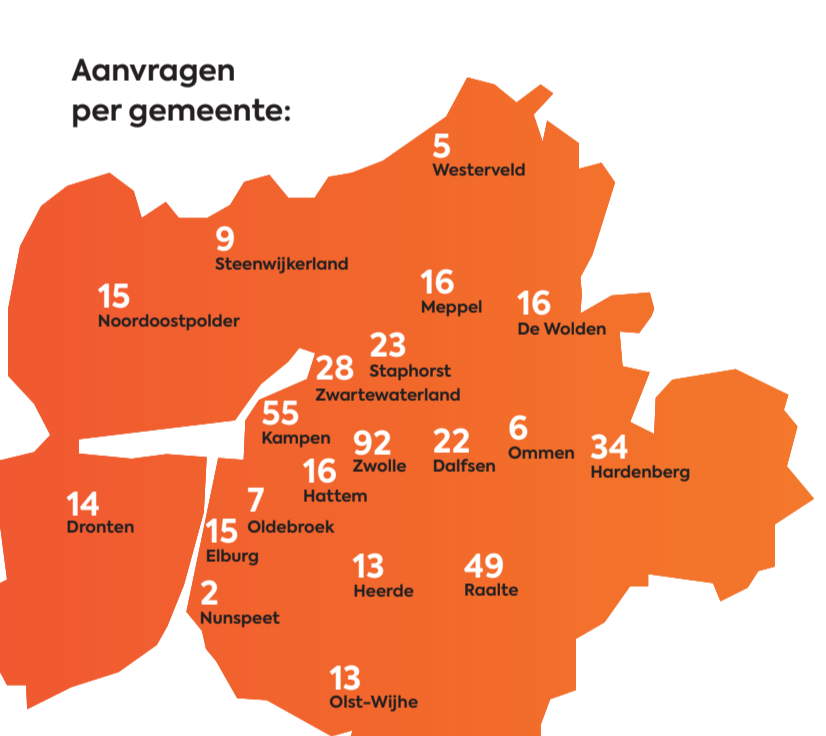 Aanvragen
per gemeente:
5
Westerveld
9
Steenwijkerland
15
Noordoostpolder
16
Meppel
16
De Wolden
23
Staphorst
28
Zwartewaterland
55
Kampen
92
Zwolle
22
Dalfsen
6
Ommen
34
Hardenberg
16
Hattem
7
Oldebroek
14
Dronten
15
Elburg
13
Heerde
49
Raalte
2
Nunspeet
13
Olst-Wijhe